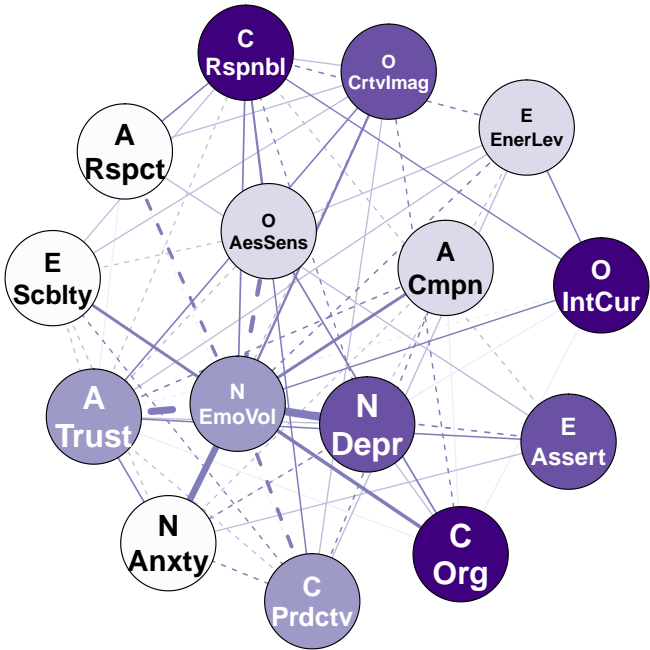 C
Rspnbl
O
CrtvImag
E
EnerLev
A
Rspct
O
AesSens
A
Cmpn
E
Scblty
O
IntCur
A
Trust
N
EmoVol
N
Depr
E
Assert
N
Anxty
C
Org
C
Prdctv